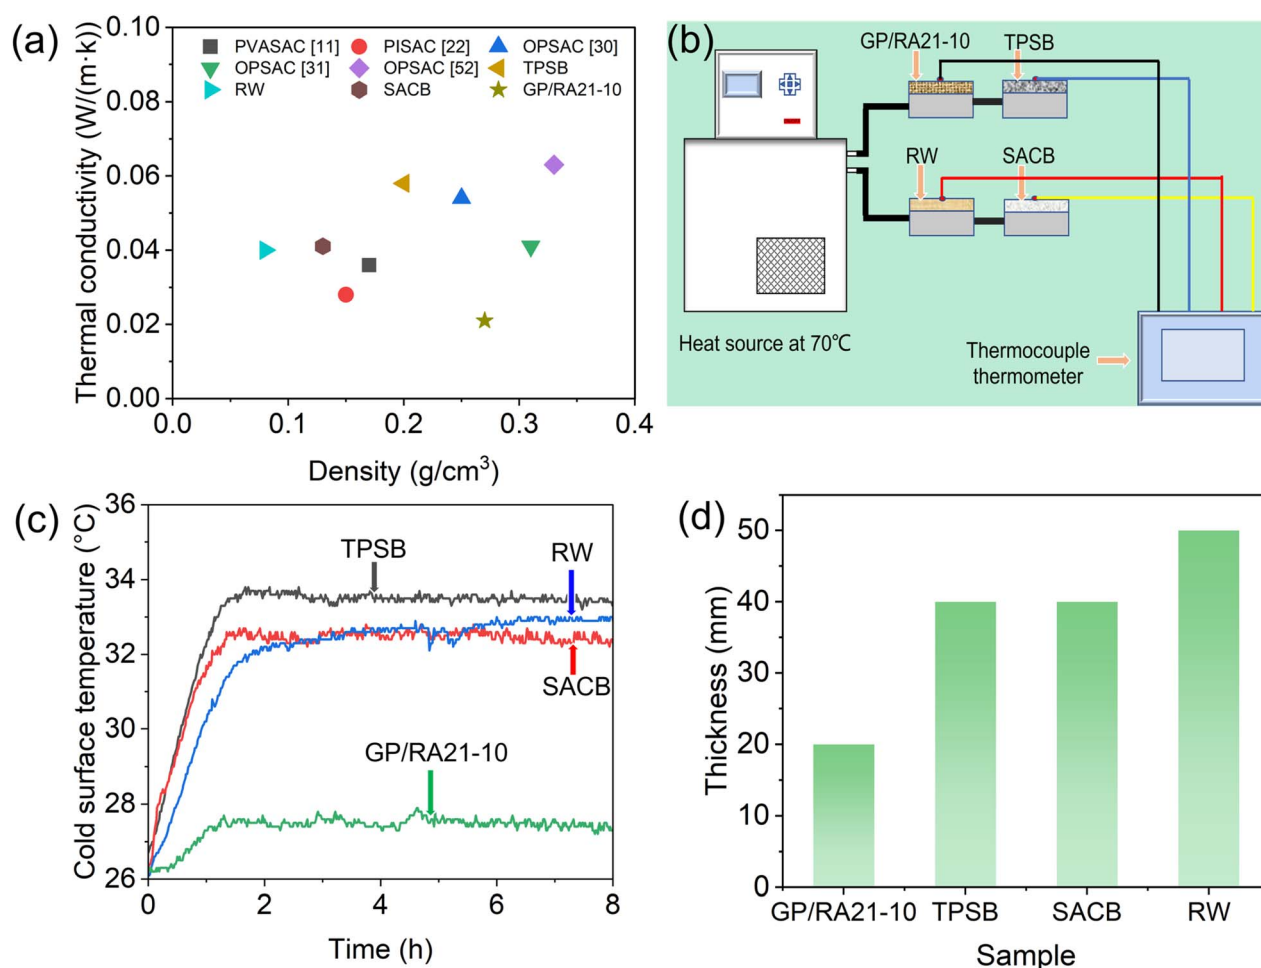 (a)
Thermal conductivity (W/(m·k))
0.10
0.08
0.06
0.04
0.02
0.00
PVASAC [11] PISAC [22] OPSAC [30]
OPSAC [31] OPSAC [52] TPSB
RW SACB GP/RA21-10
0.0 0.1 0.2 0.3 0.4
Density (g/cm³)
(b)
GP/RA21-10 TPSB
RW SACB
Heat source at 70℃
Thermocouple
thermometer
(c)
Cold surface temperature (°C)
36
34
32
30
28
26
TPSB
RW
SACB
GP/RA21-10
0 2 4 6 8
Time (h)
(d)
Thickness (mm)
50
40
30
20
10
0
GP/RA21-10 TPSB SACB RW
Sample